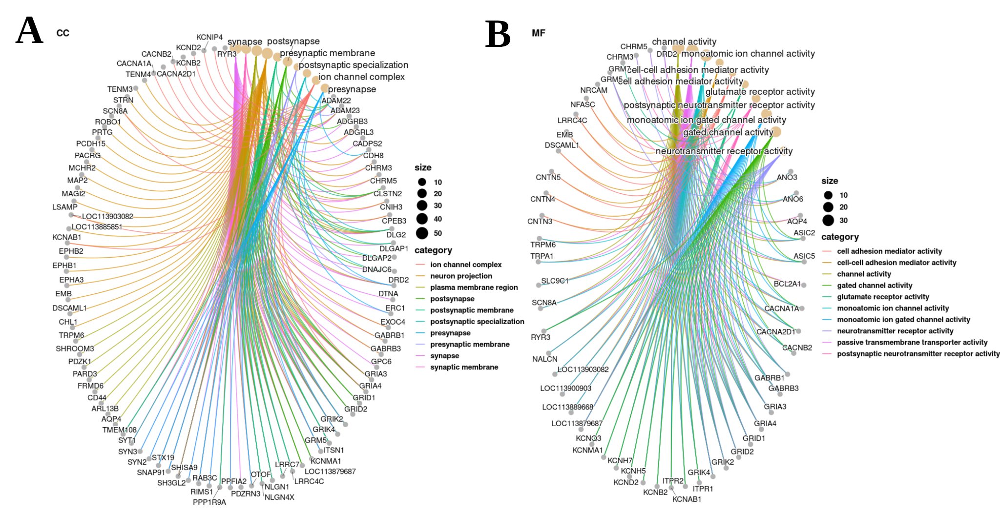 A
CC
KCNIP4
synapse
postsynapse
KCND2
RYR3
presynaptic membrane
CACNB2
KCNB2
CACNA1A
postsynaptic specialization
TENM4
CACNA2D1
ion channel complex
TENM3
presynapse
STRN
ADAM22
SCN8A
ADAM23
ROBO1
ADGRB3
PRTG
ADGRL3
PCDH15
CADPS2
PACRG
CDH8
MCHR2
CHRM3
MAP2
CHRM5
MAGI2
CLSTN2
LSAMP
CNIH3
LOC113903082
CPEB3
LOC113885851
DLG2
KCNAB1
DLGAP1
EPHB2
DLGAP2
EPHB1
DNAJC6
EPHA3
DRD2
EMB
DTNA
DSCAML1
ERC1
CHL1
EXOC4
TRPM6
GABRB1
SHROOM3
GABRB3
PDZK1
GPC6
PARD3
GRIA3
FRMD6
GRIA4
CD44
GRID1
ARL13B
GRID2
AQP4
GRIK2
TMEM108
GRIK4
SYT1
GRM5
SYN3
ITSN1
SYN2
STX19
KCNMA1
SNAP91
SHISA9
LRRC7
LOC113879687
SH3GL2
RAB3C
PPFIA2
OTOF
LRRC4C
RIMS1
PDZRN3
NLGN1
PPP1R9A
NLGN4X
size
10
20
30
40
50
category
ion channel complex
neuron projection
plasma membrane region
postsynapse
postsynaptic membrane
postsynaptic specialization
presynapse
presynaptic membrane
synapse
synaptic membrane
B
MF
channel activity
CHRM5
DRD2
monoatomic ion channel activity
CHRM3
GRM7
cell-cell adhesion mediator activity
GRM5
cell adhesion mediator activity
NRCAM
glutamate receptor activity
NFASC
postsynaptic neurotransmitter receptor activity
LRRC4C
monoatomic ion gated channel activity
EMB
gated channel activity
DSCAML1
neurotransmitter receptor activity
CNTN5
ANO3
CNTN4
ANO6
CNTN3
AQP4
TRPM6
ASIC2
TRPA1
ASIC5
SLC9C1
BCL2A1
SCN8A
CACNA1A
RYR3
CACNA2D1
NALCN
CACNB2
LOC113903082
GABRB1
LOC113900903
GABRB3
LOC113889668
GRIA3
LOC113879687
GRIA4
KCNQ3
GRID1
KCNMA1
GRID2
KCNH7
GRIK2
KCNH5
GRIK4
KCND2
ITPR2
ITPR1
KCNB2
KCNAB1
size
10
20
30
category
cell adhesion mediator activity
cell-cell adhesion mediator activity
channel activity
gated channel activity
glutamate receptor activity
monoatomic ion channel activity
monoatomic ion gated channel activity
neurotransmitter receptor activity
passive transmembrane transporter activity
postsynaptic neurotransmitter receptor activity